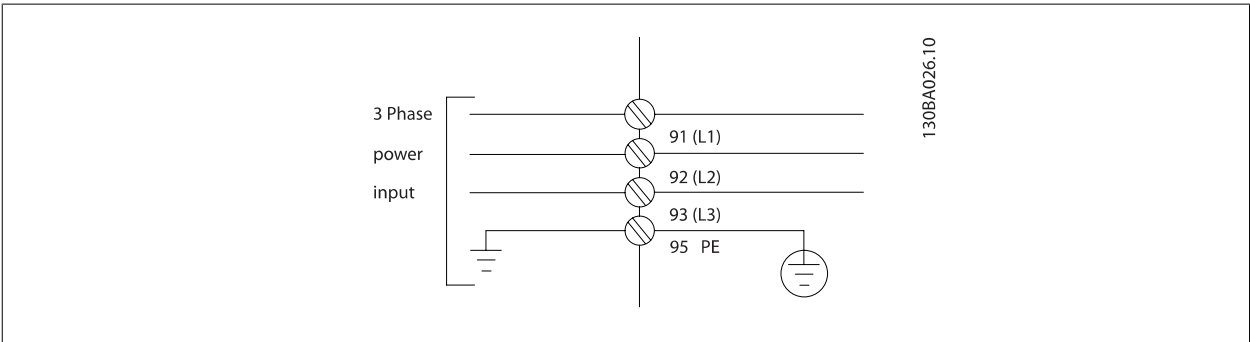 3 Phase
power
input
91 (L1)
92 (L2)
93 (L3)
95 PE
130BA026.10